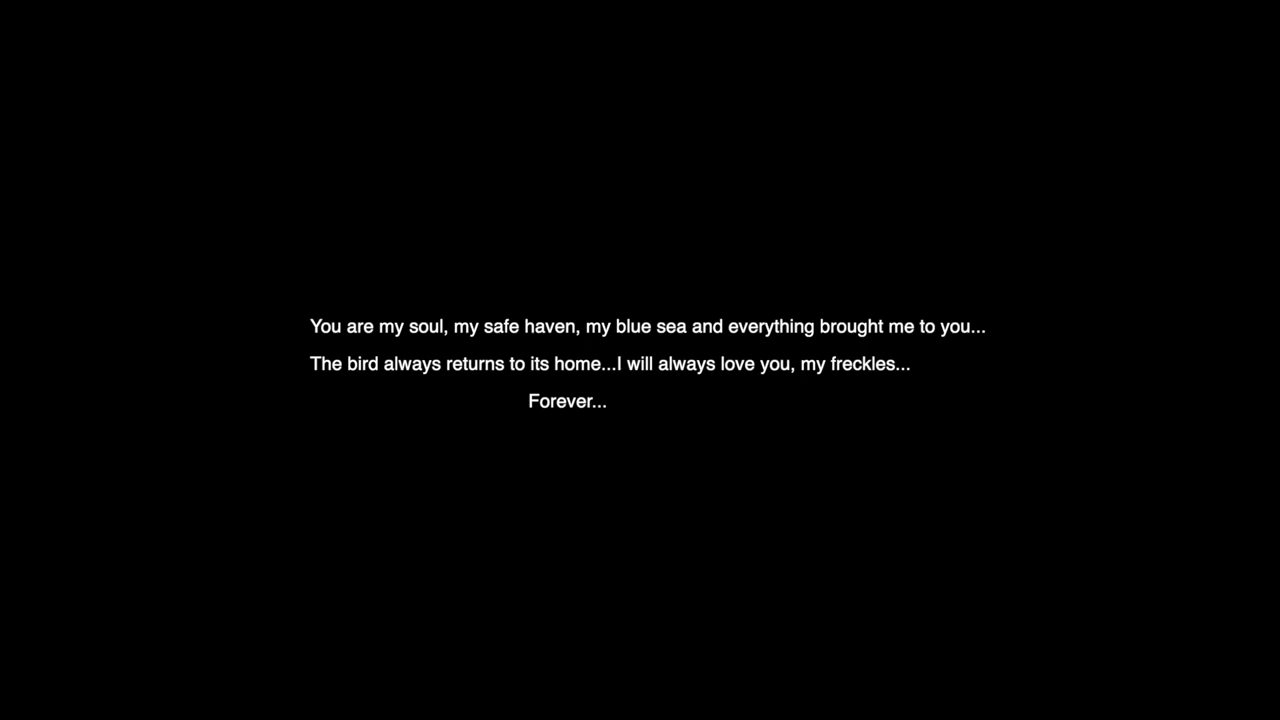 You are my soul, my safe haven, my blue sea and everything brought me to you...
The bird always returns to its home...I will always love you, my freckles...
Forever...